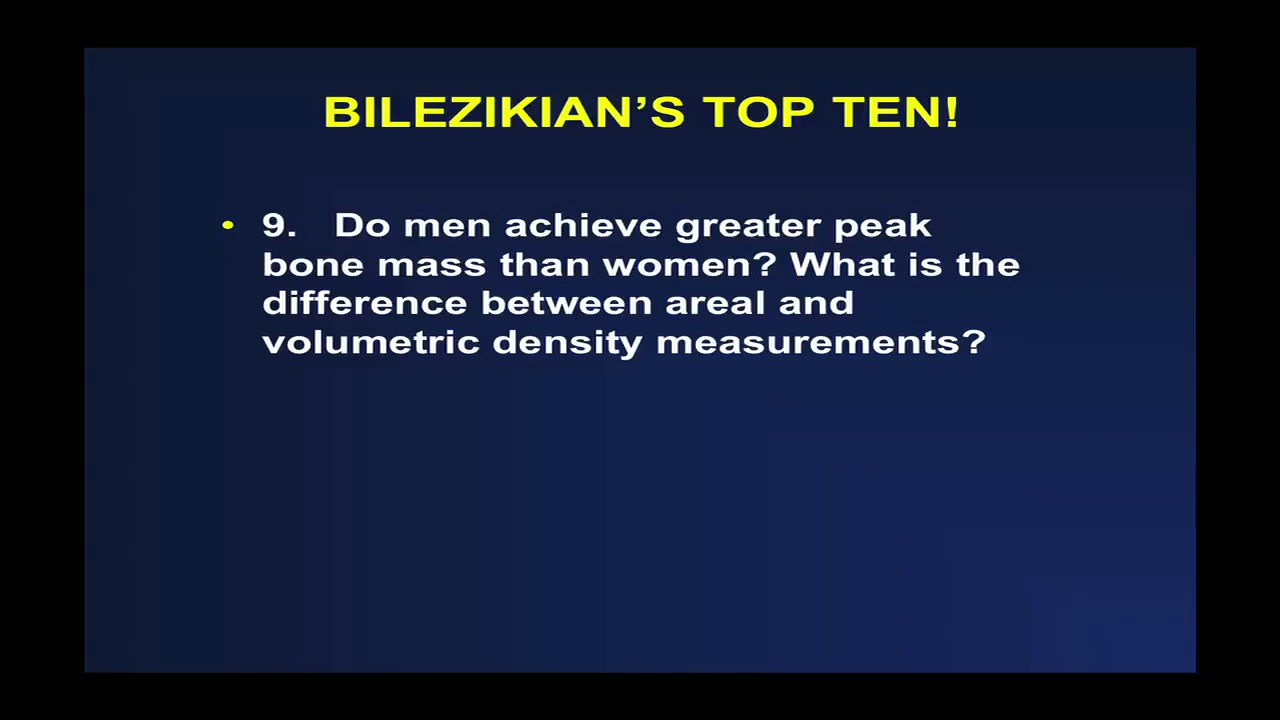 BILEZIKIAN’S TOP TEN!
• 9. Do men achieve greater peak
bone mass than women? What is the
difference between areal and
volumetric density measurements?